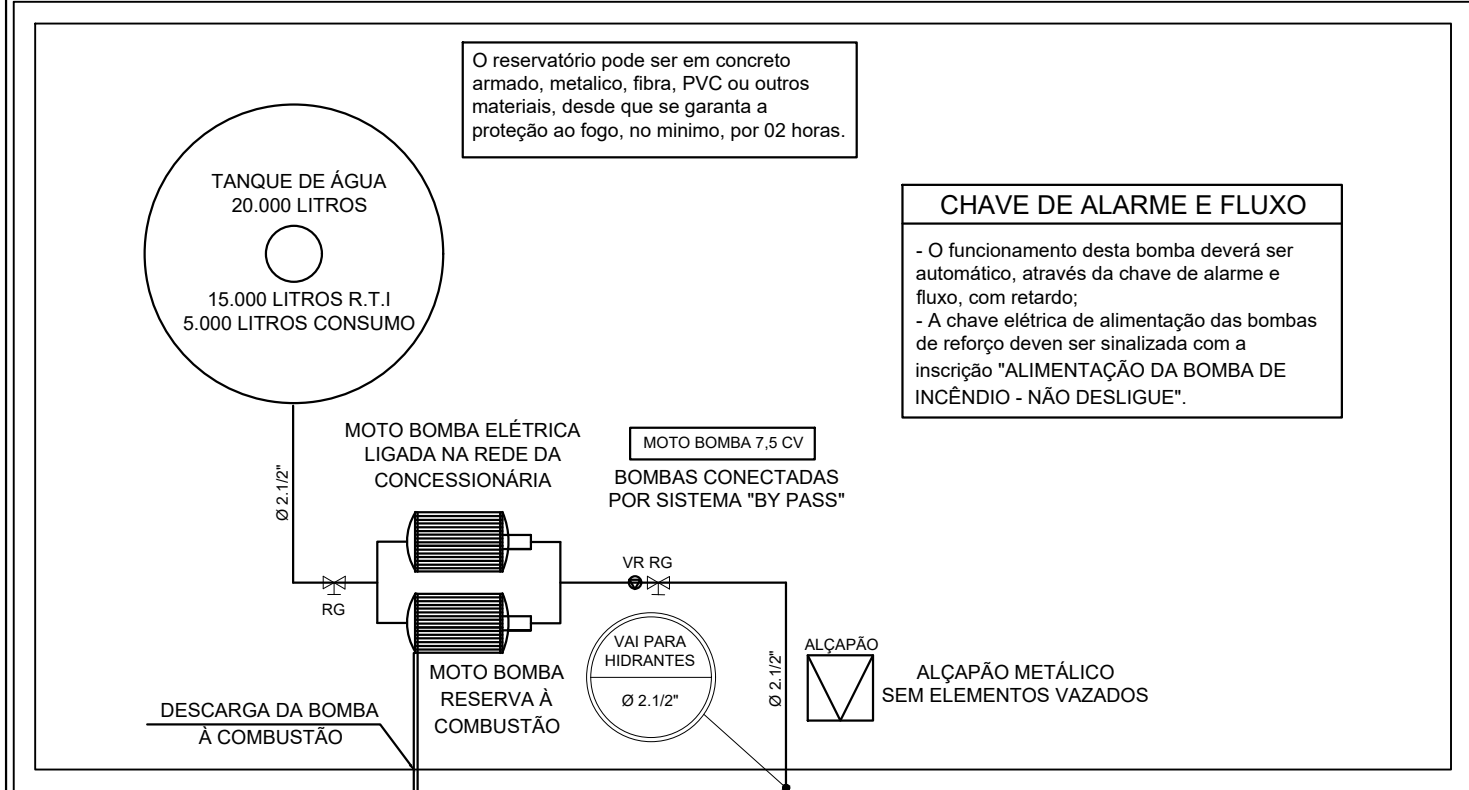 O reservatório pode ser em concreto
armado, metalico, fibra, PVC ou outros
materiais, desde que se garanta a
proteção ao fogo, no minimo, por 02 horas.
TANQUE DE ÁGUA
20.000 LITROS
15.000 LITROS R.T.I
5.000 LITROS CONSUMO
CHAVE DE ALARME E FLUXO
- O funcionamento desta bomba deverá ser
automático, através da chave de alarme e
fluxo, com retardo;
- A chave elétrica de alimentação das bombas
de reforço deven ser sinalizada com a
inscrição "ALIMENTAÇÃO DA BOMBA DE
INCÊNDIO - NÃO DESLIGUE".
MOTO BOMBA ELÉTRICA
LIGADA NA REDE DA
CONCESSIONÁRIA
MOTO BOMBA 7,5 CV
BOMBAS CONECTADAS
POR SISTEMA "BY PASS"
Ø 2.1/2"
RG
VR RG
VAI PARA
HIDRANTES
Ø 2.1/2"
Ø 2.1/2"
ALÇAPÃO
ALÇAPÃO METÁLICO
SEM ELEMENTOS VAZADOS
MOTO BOMBA
RESERVA À
COMBUSTÃO
DESCARGA DA BOMBA
À COMBUSTÃO